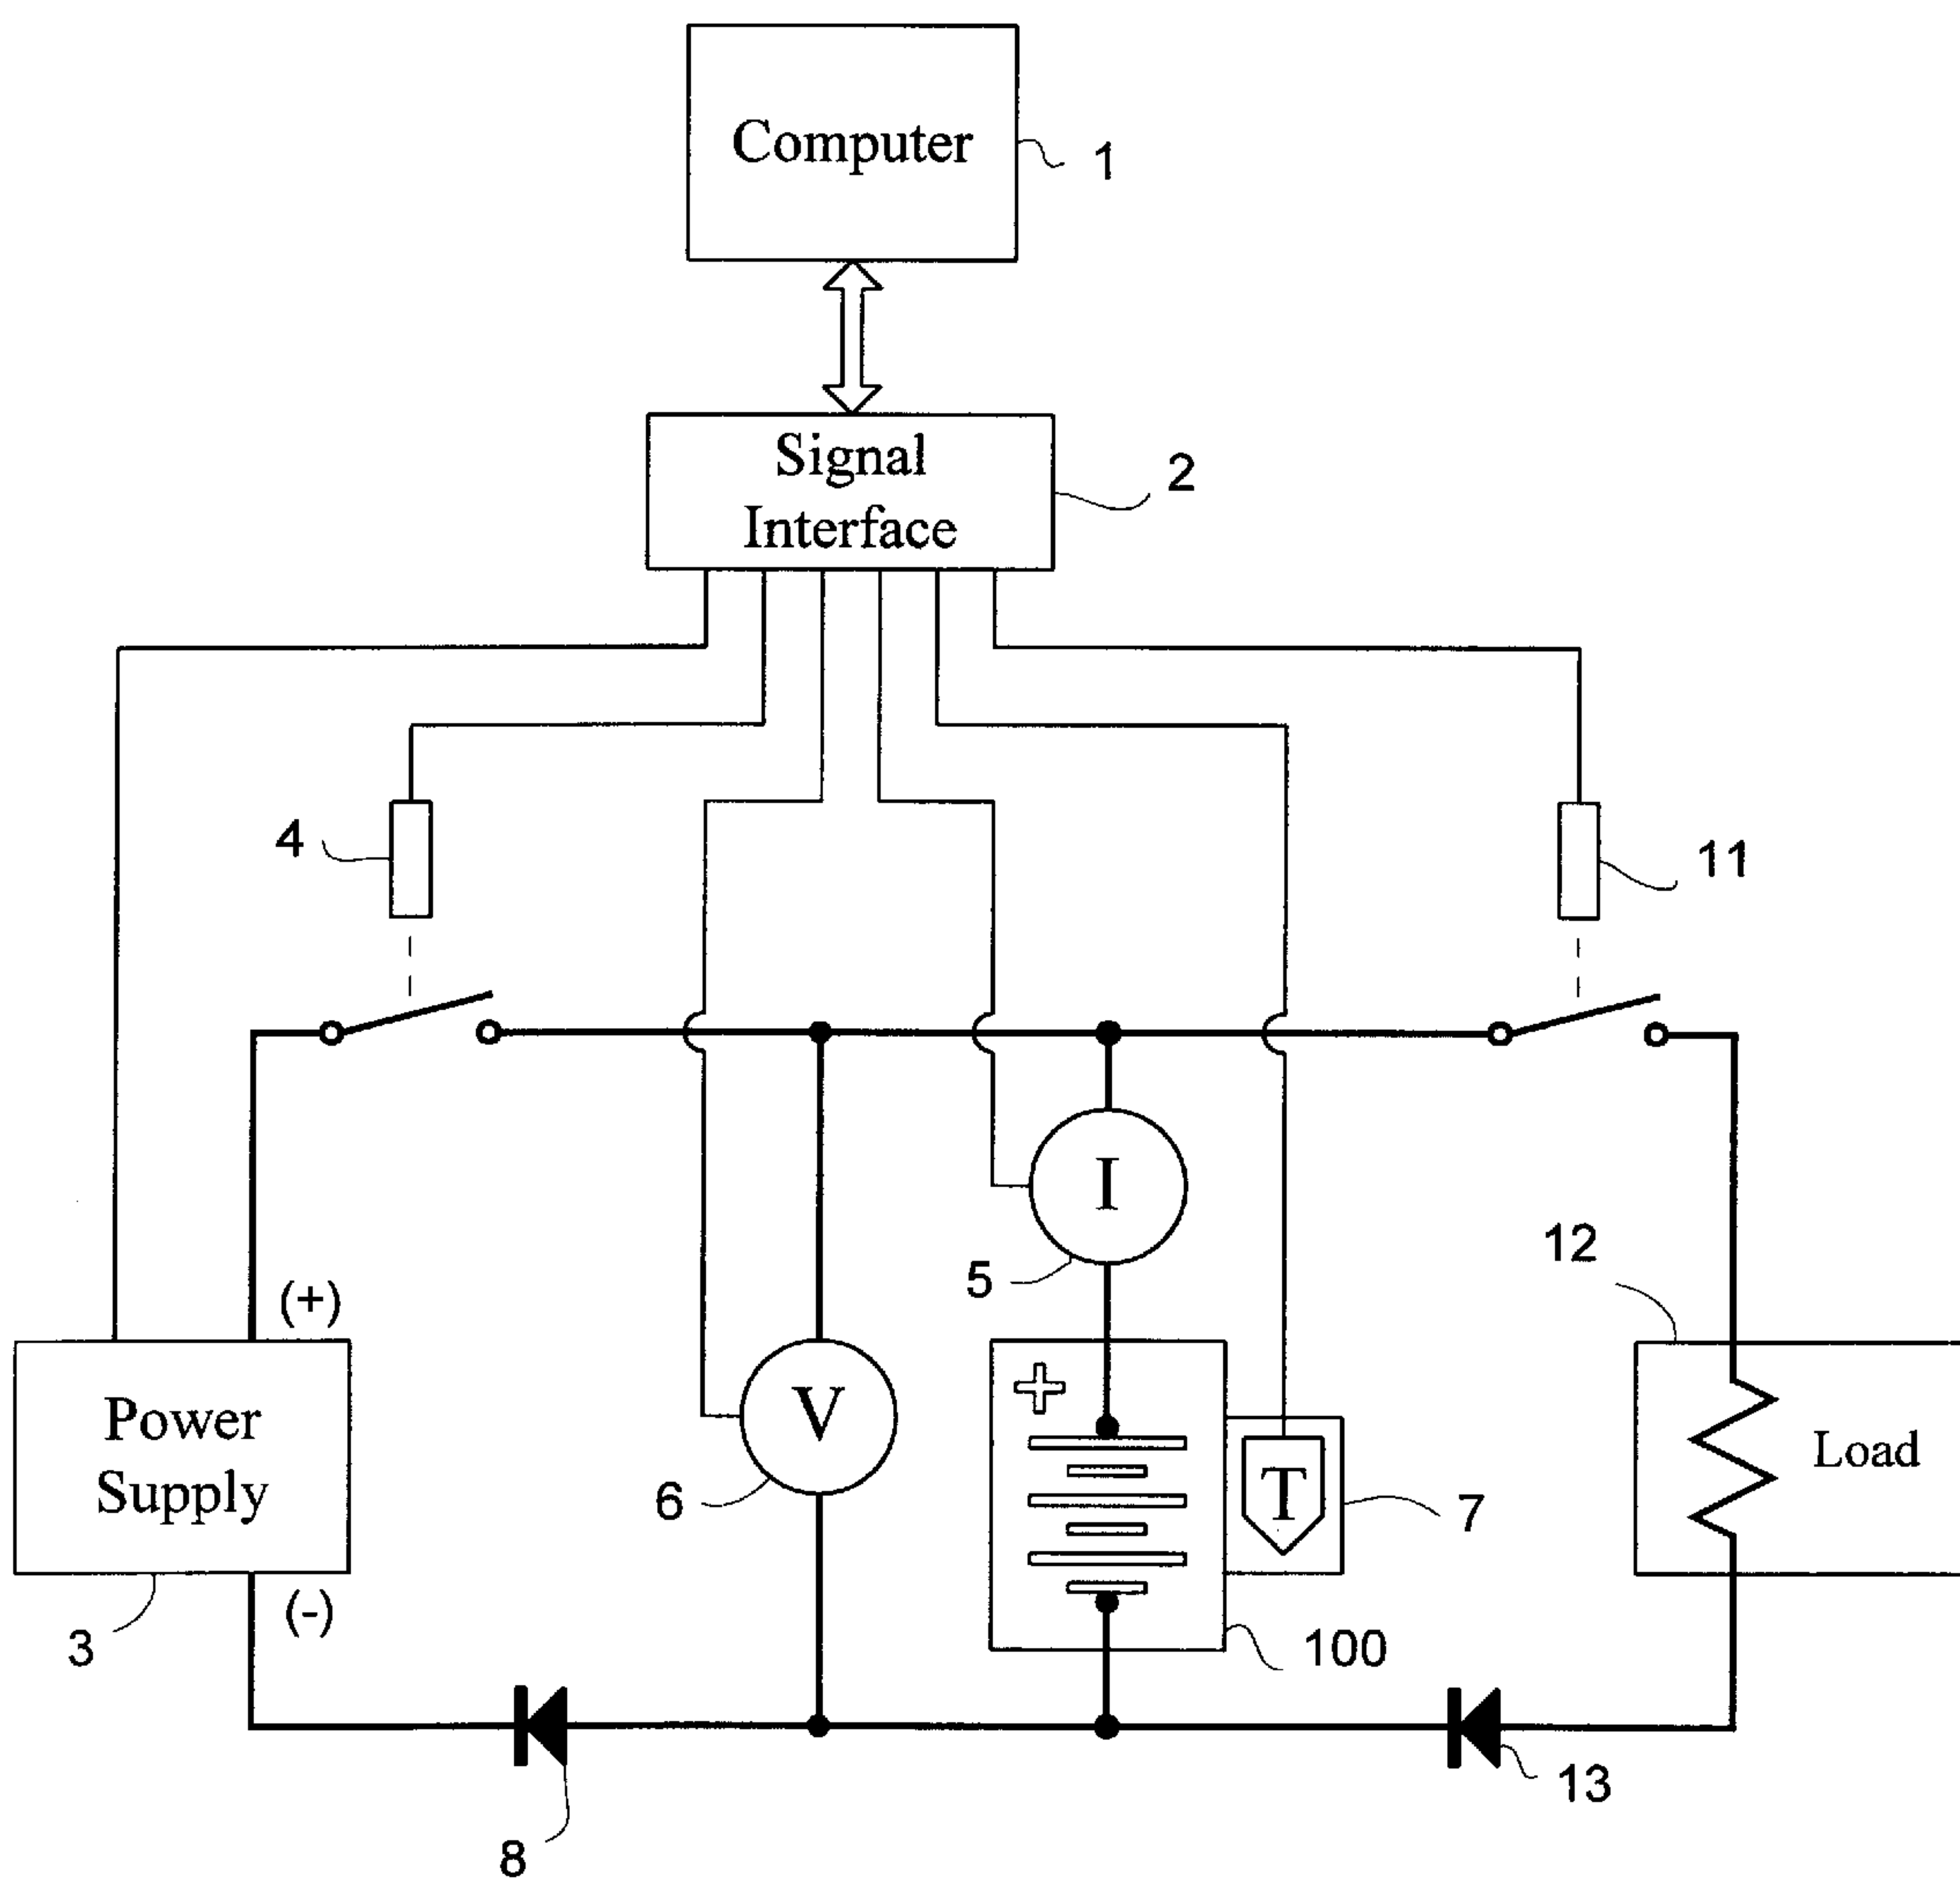 Computer
1
Signal
Interface
2
4
11
I
5
12
(+)
Power
Supply
V
6
T
7
Load
(-)
3
100
8
13